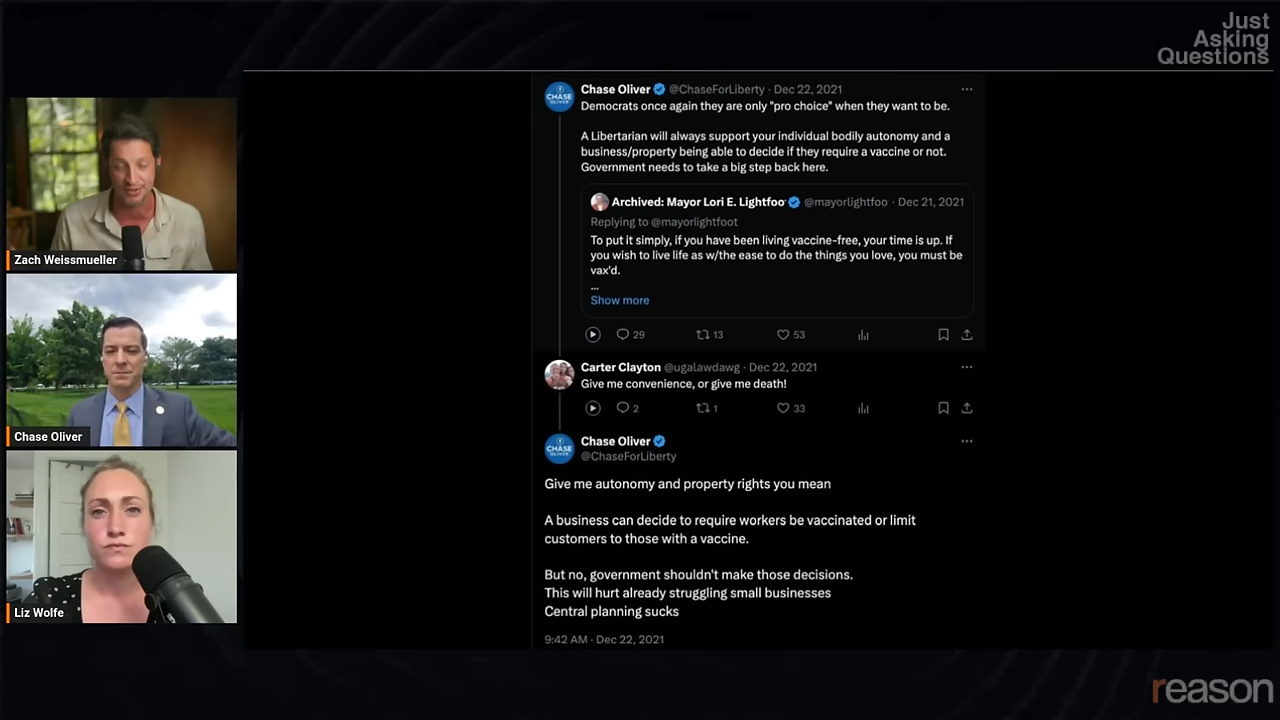 Just
Asking
Questions
Zach Weissmueller
Chase Oliver
Liz Wolfe
CHASE
OLIVER
Chase Oliver @ChaseForLiberty · Dec 22, 2021
Democrats once again they are only "pro choice" when they want to be.
A Libertarian will always support your individual bodily autonomy and a
business/property being able to decide if they require a vaccine or not.
Government needs to take a big step back here.
Archived: Mayor Lori E. Lightfoo @mayorlightfoo · Dec 21, 2021
Replying to @mayorlightfoot
To put it simply, if you have been living vaccine-free, your time is up. If
you wish to live life as w/the ease to do the things you love, you must be
vax'd.
...
Show more
29 13 53
Carter Clayton @ugalawdawg · Dec 22, 2021
Give me convenience, or give me death!
2 1 33
CHASE
OLIVER
Chase Oliver
@ChaseForLiberty
Give me autonomy and property rights you mean
A business can decide to require workers be vaccinated or limit
customers to those with a vaccine.
But no, government shouldn't make those decisions.
This will hurt already struggling small businesses
Central planning sucks
9:42 AM · Dec 22, 2021
reason